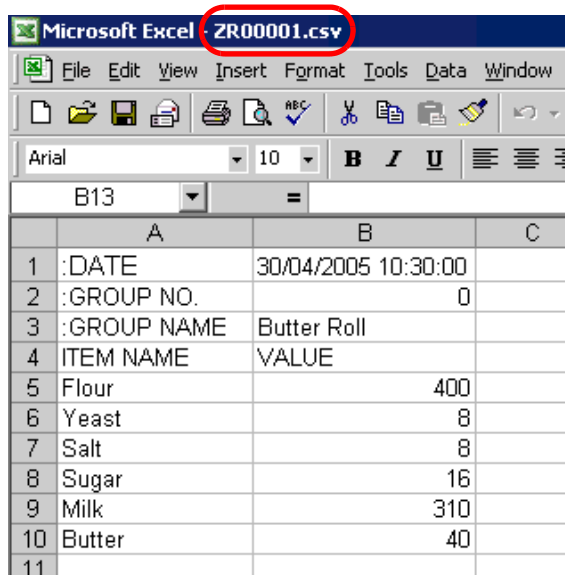 Microsoft Excel - ZR00001.csv
File Edit View Insert Format Tools Data Window
ABC
Arial 10 B I U
B13 =
A B C
1 :DATE 30/04/2005 10:30:00
2 :GROUP NO. 0
3 :GROUP NAME Butter Roll
4 ITEM NAME VALUE
5 Flour 400
6 Yeast 8
7 Salt 8
8 Sugar 16
9 Milk 310
10 Butter 40
11